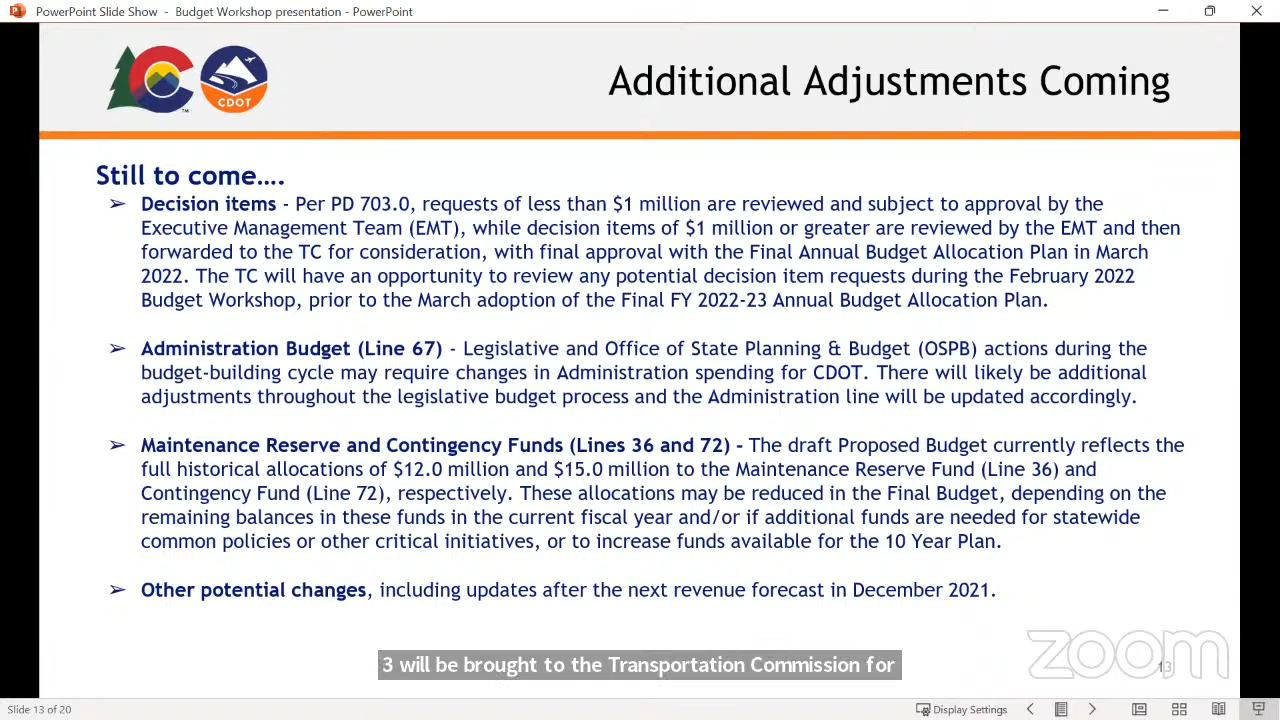 PowerPoint Slide Show - Budget Workshop presentation - PowerPoint
CDOT
TM
Additional Adjustments Coming
Still to come....
➢ Decision items - Per PD 703.0, requests of less than $1 million are reviewed and subject to approval by the
Executive Management Team (EMT), while decision items of $1 million or greater are reviewed by the EMT and then
forwarded to the TC for consideration, with final approval with the Final Annual Budget Allocation Plan in March
2022. The TC will have an opportunity to review any potential decision item requests during the February 2022
Budget Workshop, prior to the March adoption of the Final FY 2022-23 Annual Budget Allocation Plan.
➢ Administration Budget (Line 67) - Legislative and Office of State Planning & Budget (OSPB) actions during the
budget-building cycle may require changes in Administration spending for CDOT. There will likely be additional
adjustments throughout the legislative budget process and the Administration line will be updated accordingly.
➢ Maintenance Reserve and Contingency Funds (Lines 36 and 72) - The draft Proposed Budget currently reflects the
full historical allocations of $12.0 million and $15.0 million to the Maintenance Reserve Fund (Line 36) and
Contingency Fund (Line 72), respectively. These allocations may be reduced in the Final Budget, depending on the
remaining balances in these funds in the current fiscal year and/or if additional funds are needed for statewide
common policies or other critical initiatives, or to increase funds available for the 10 Year Plan.
➢ Other potential changes, including updates after the next revenue forecast in December 2021.
3 will be brought to the Transportation Commission for
zoom
13
Slide 13 of 20
Display Settings